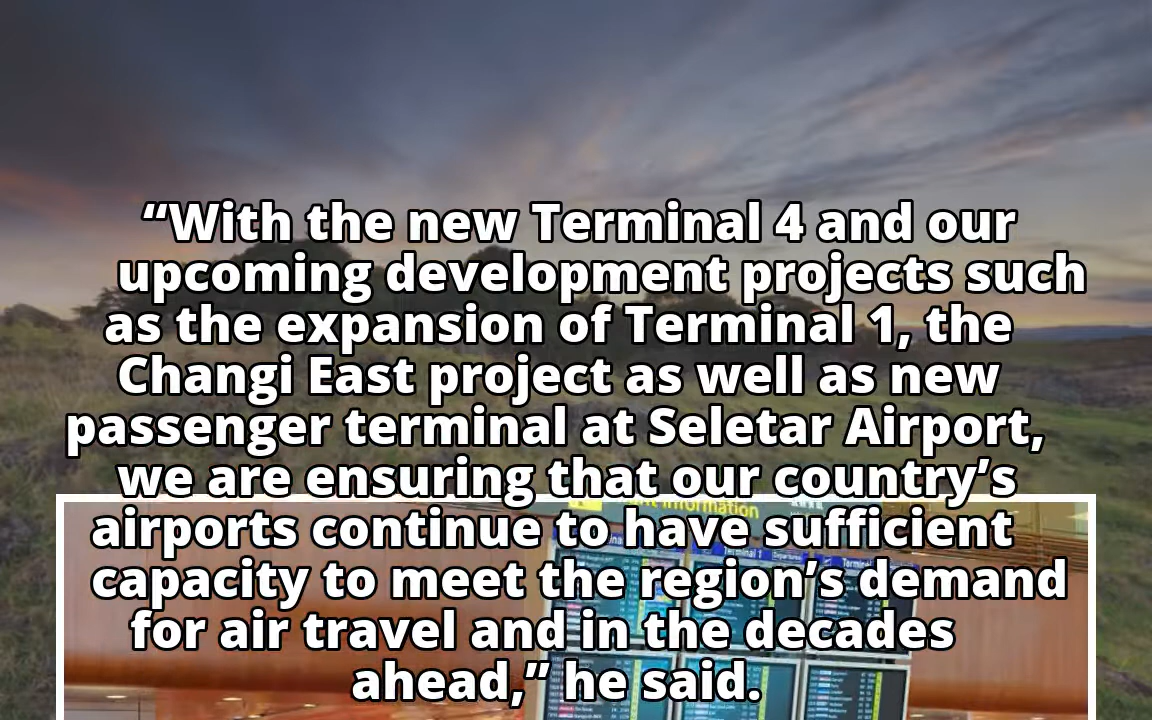 “With the new Terminal 4 and our
upcoming development projects such
as the expansion of Terminal 1, the
Changi East project as well as new
passenger terminal at Seletar Airport,
we are ensuring that our country’s
airports continue to have sufficient
capacity to meet the region’s demand
for air travel and in the decades
ahead,” he said.
Information
Terminal 1